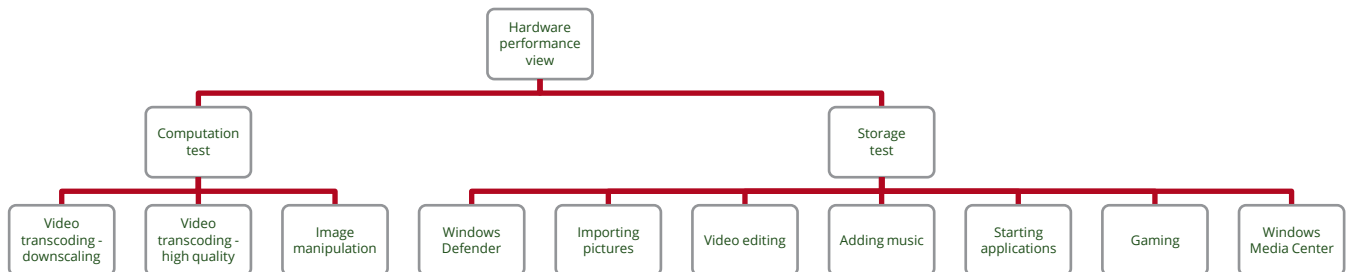 Hardware
performance
view
Computation
test
Storage
test
Video
transcoding -
downscaling
Video
transcoding -
high quality
Image
manipulation
Windows
Defender
Importing
pictures
Video editing
Adding music
Starting
applications
Gaming
Windows
Media Center